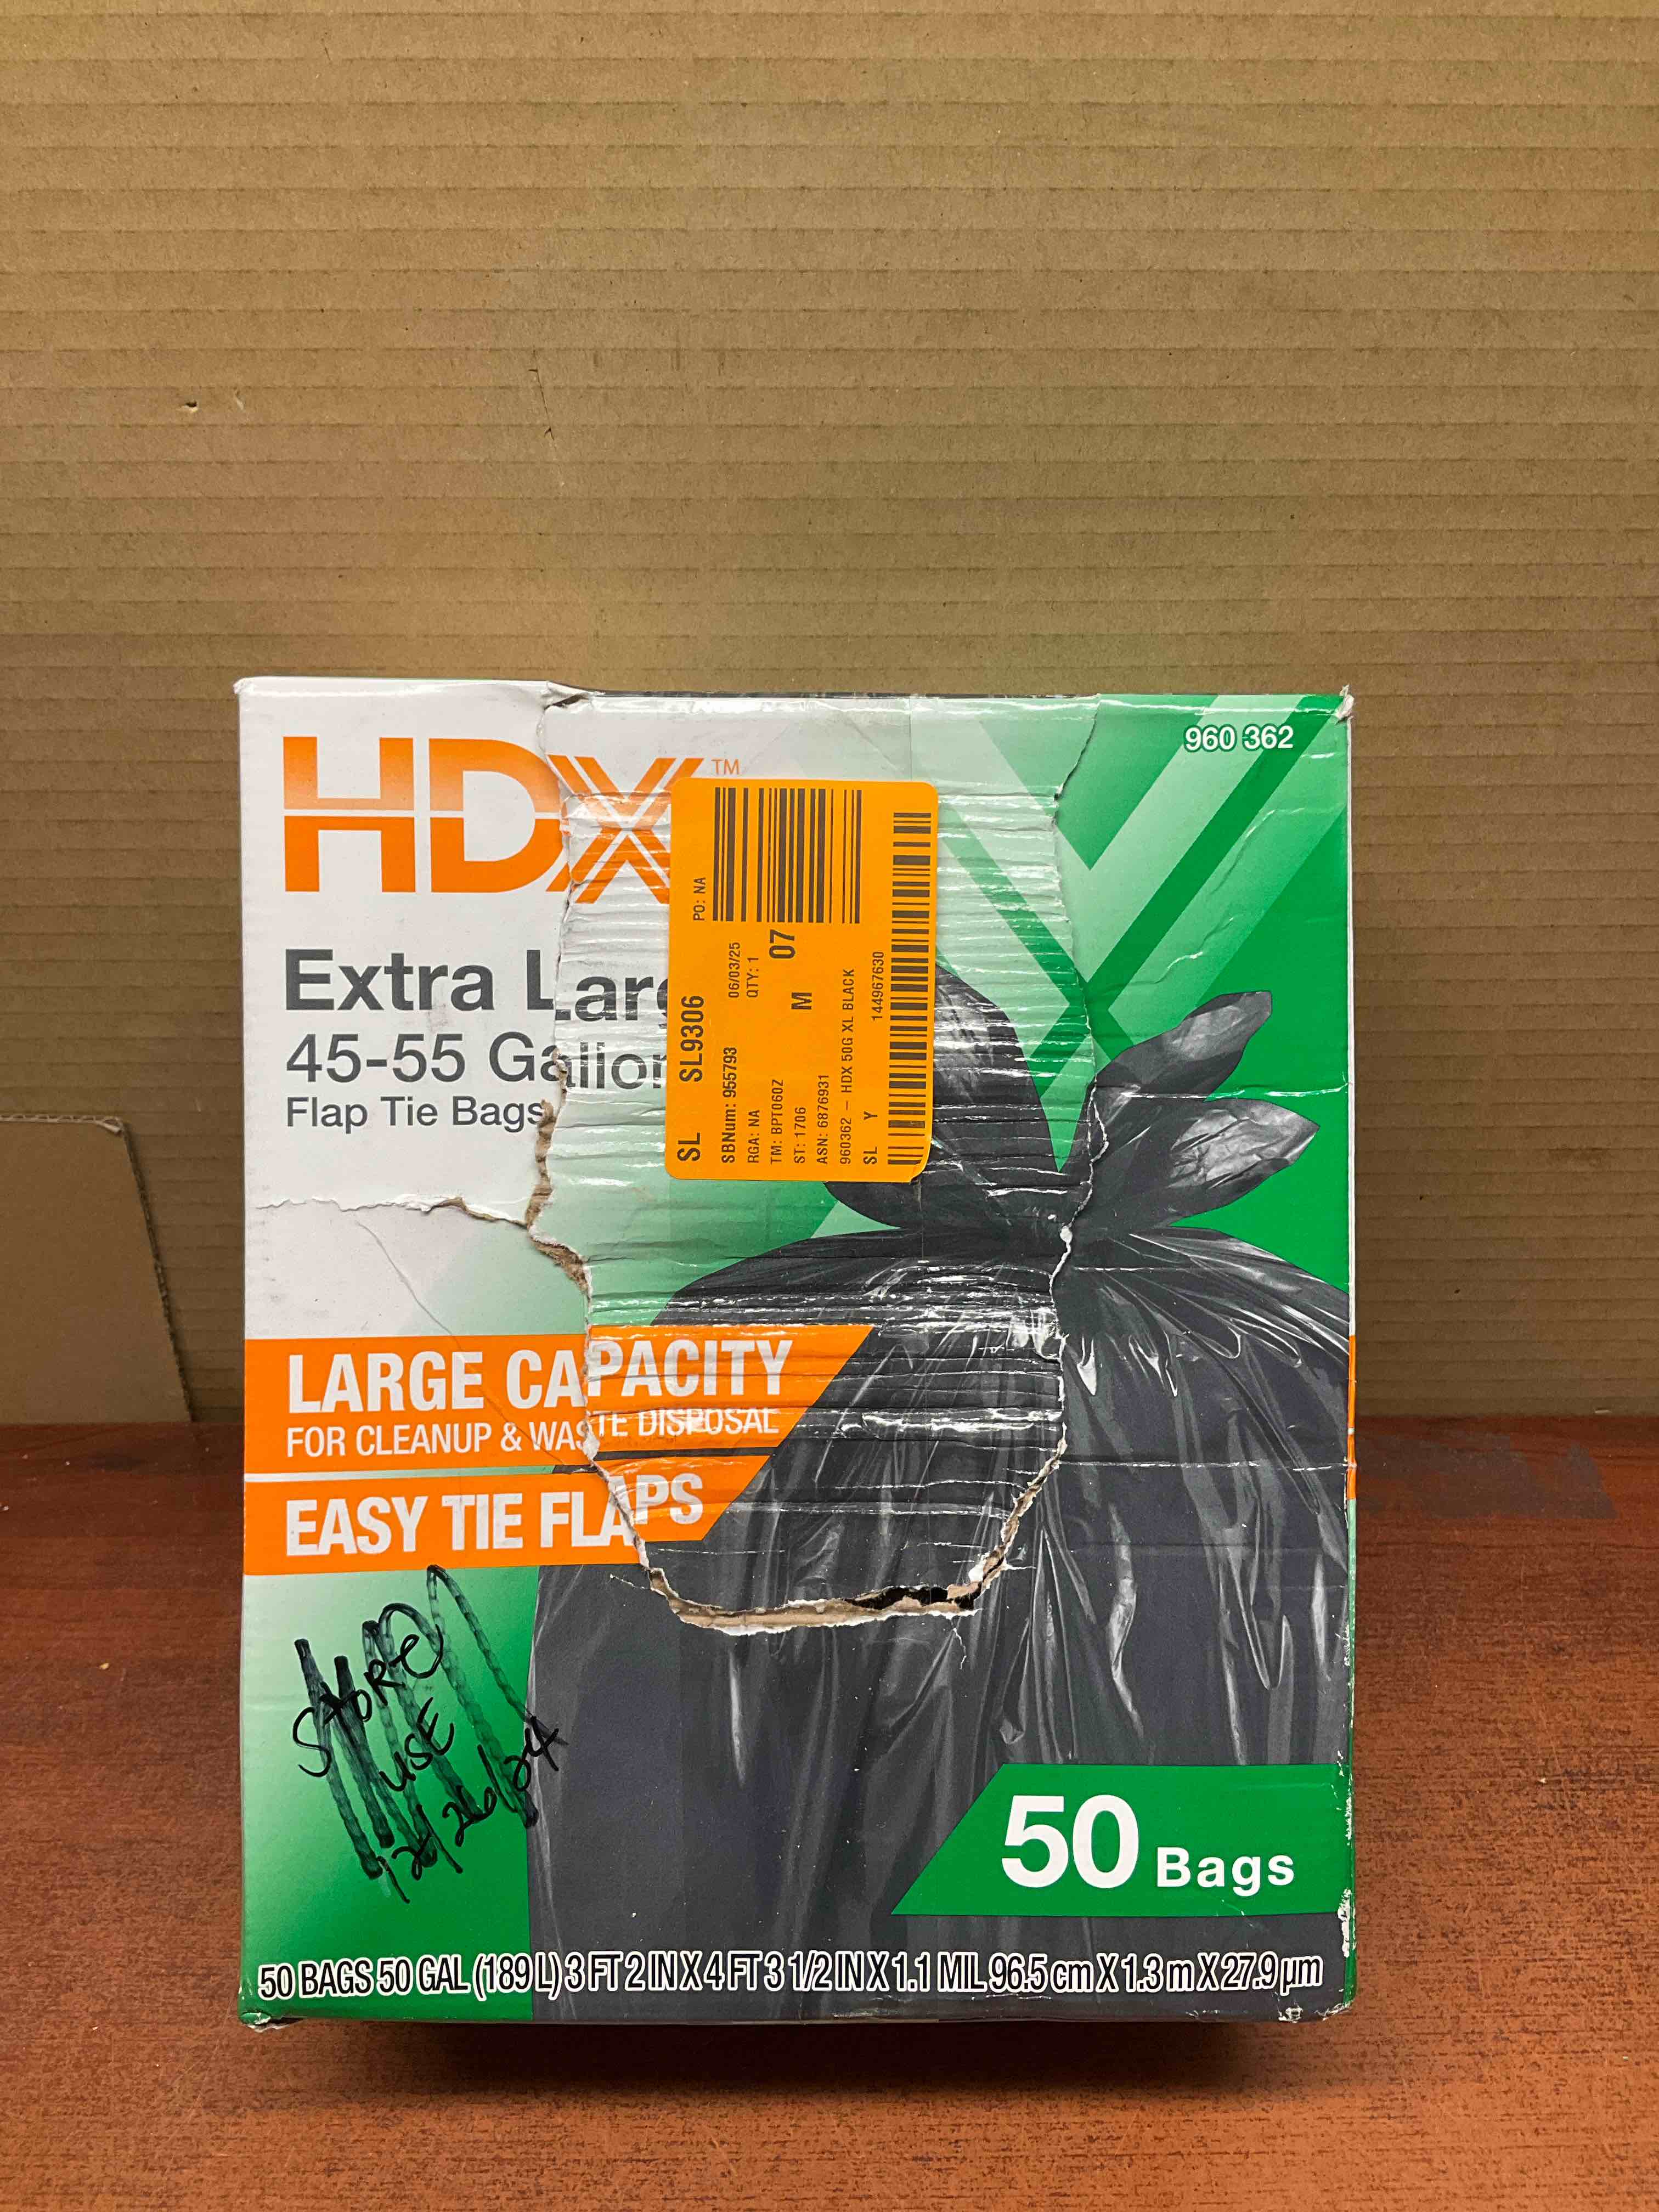 HDX™
960 362
Extra Larg
45-55 Gallon
Flap Tie Bags
SL SL9306
PO: NA
SBNum: 955793 06/03/25
RGA: NA QTY: 1
TM: BPT060Z
ST: 1706 M 07
ASN: 6876931
960362 – HDX 50G XL BLACK
SL Y 144967630
LARGE CAPACITY
FOR CLEANUP & WASTE DISPOSAL
EASY TIE FLAPS
STORE
USE
12/26/24
50 Bags
50 BAGS 50 GAL (189 L) 3 FT 2 IN X 4 FT 3 1/2 IN X 1.1 MIL 96.5 cm X 1.3 m X 27.9 µm